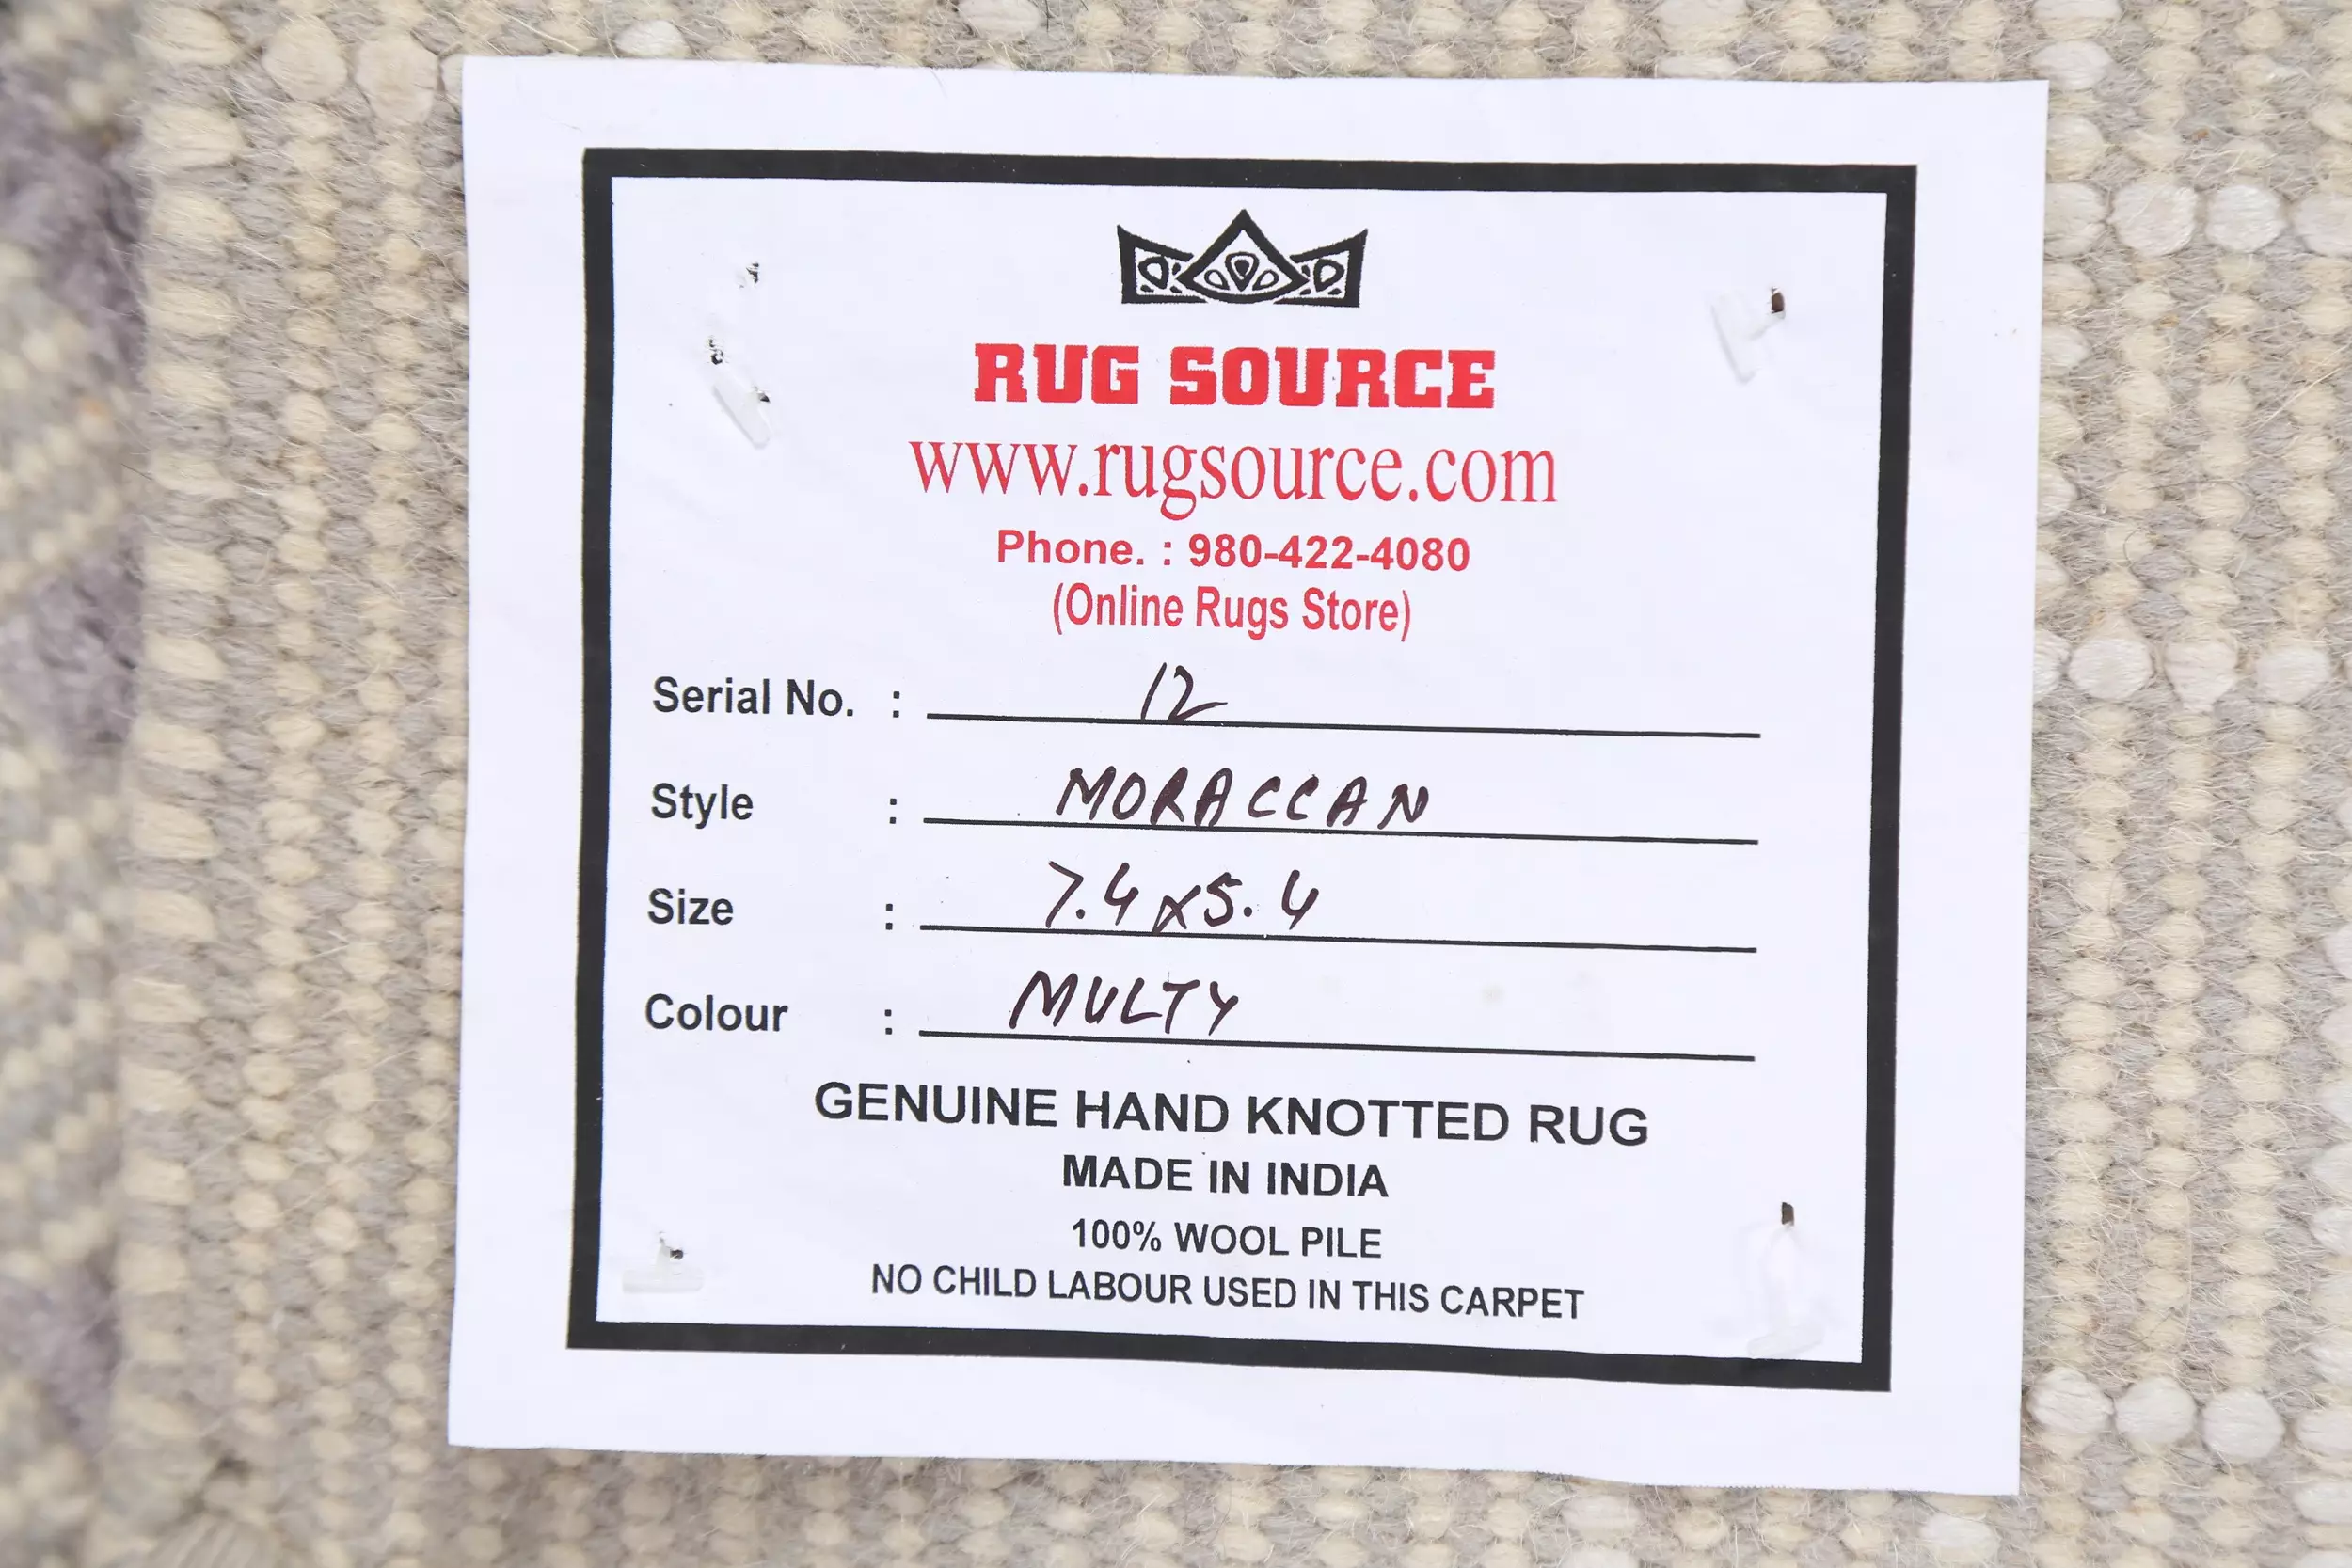 RUG SOURCE
www.rugsource.com
Phone. : 980-422-4080
(Online Rugs Store)
Serial No. : 12
Style : MORACCAN
Size : 7.4x5.4
Colour : MULTY
GENUINE HAND KNOTTED RUG
MADE IN INDIA
100% WOOL PILE
NO CHILD LABOUR USED IN THIS CARPET